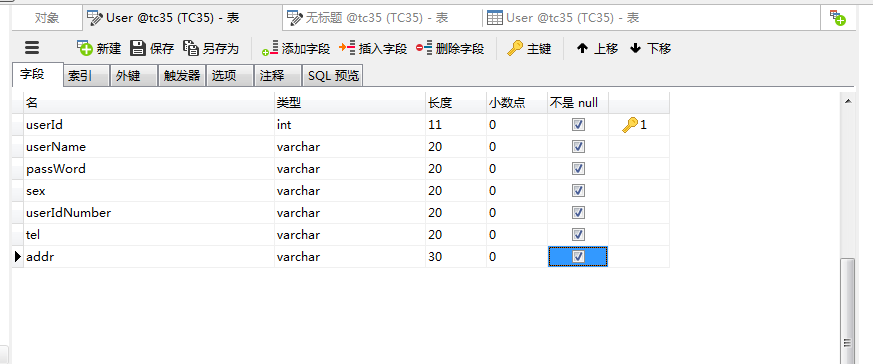 对象 User @tc35 (TC35) - 表 无标题 @tc35 (TC35) - 表 User @tc35 (TC35) - 表
新建 保存 另存为 添加字段 插入字段 删除字段 主键 上移 下移
字段 索引 外键 触发器 选项 注释 SQL 预览
名 类型 长度 小数点 不是 null
userId int 11 0 1
userName varchar 20 0
passWord varchar 20 0
sex varchar 20 0
userIdNumber varchar 20 0
tel varchar 20 0
addr varchar 30 0